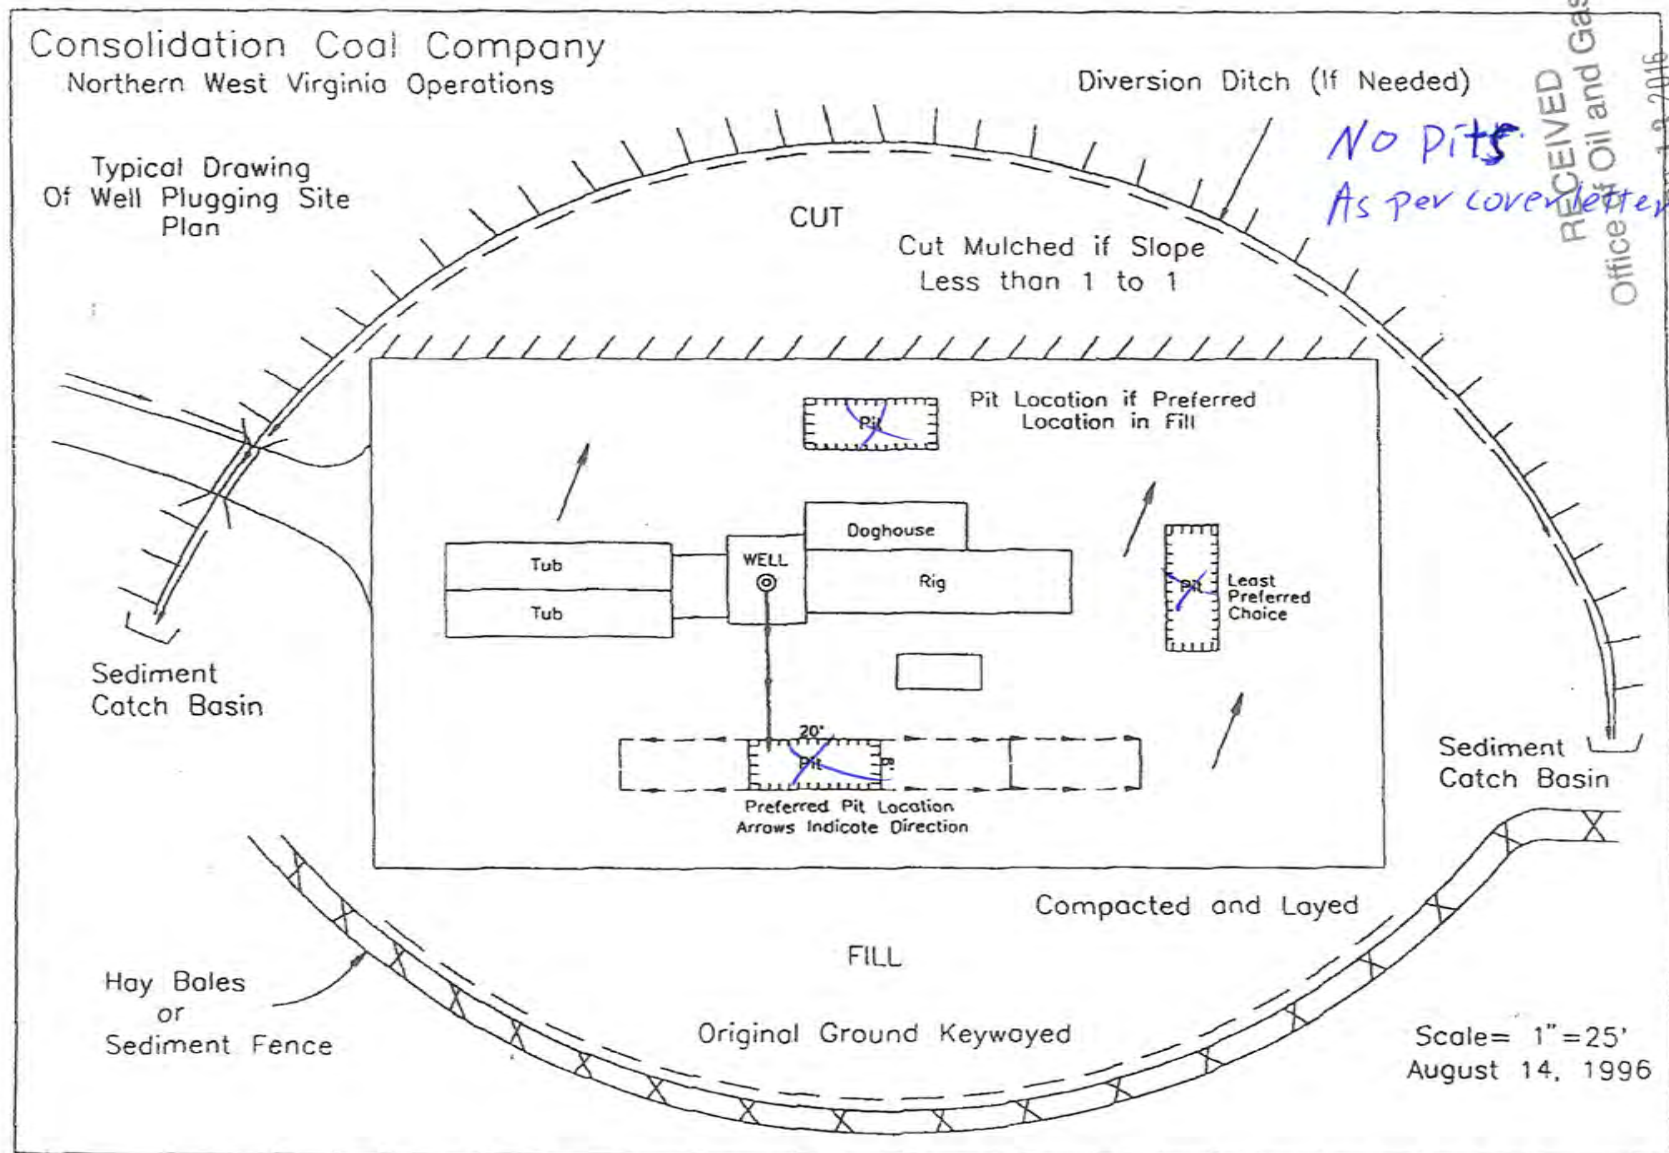 Consolidation Coal Company
Northern West Virginia Operations
Typical Drawing
Of Well Plugging Site
Plan
Diversion Ditch (If Needed)
No Pits
As per cover letter
RECEIVED
Office of Oil and Gas
2016
CUT
Cut Mulched if Slope
Less than 1 to 1
Pit
Pit Location if Preferred
Location in Fill
Doghouse
Tub
WELL
Rig
Tub
Pit
Least
Preferred
Choice
Sediment
Catch Basin
20'
Pit
8'
Preferred Pit Location
Arrows Indicate Direction
Sediment
Catch Basin
Compacted and Layed
FILL
Hay Bales
or
Sediment Fence
Original Ground Keywayed
Scale= 1"=25'
August 14, 1996